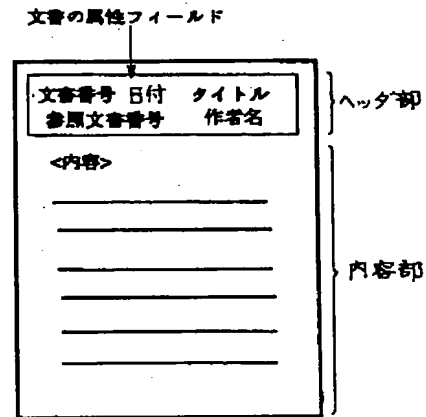 文書の属性フィールド
文書番号 日付 タイトル
参照文書番号 作者名
ヘッダ部
<内容>
内容部